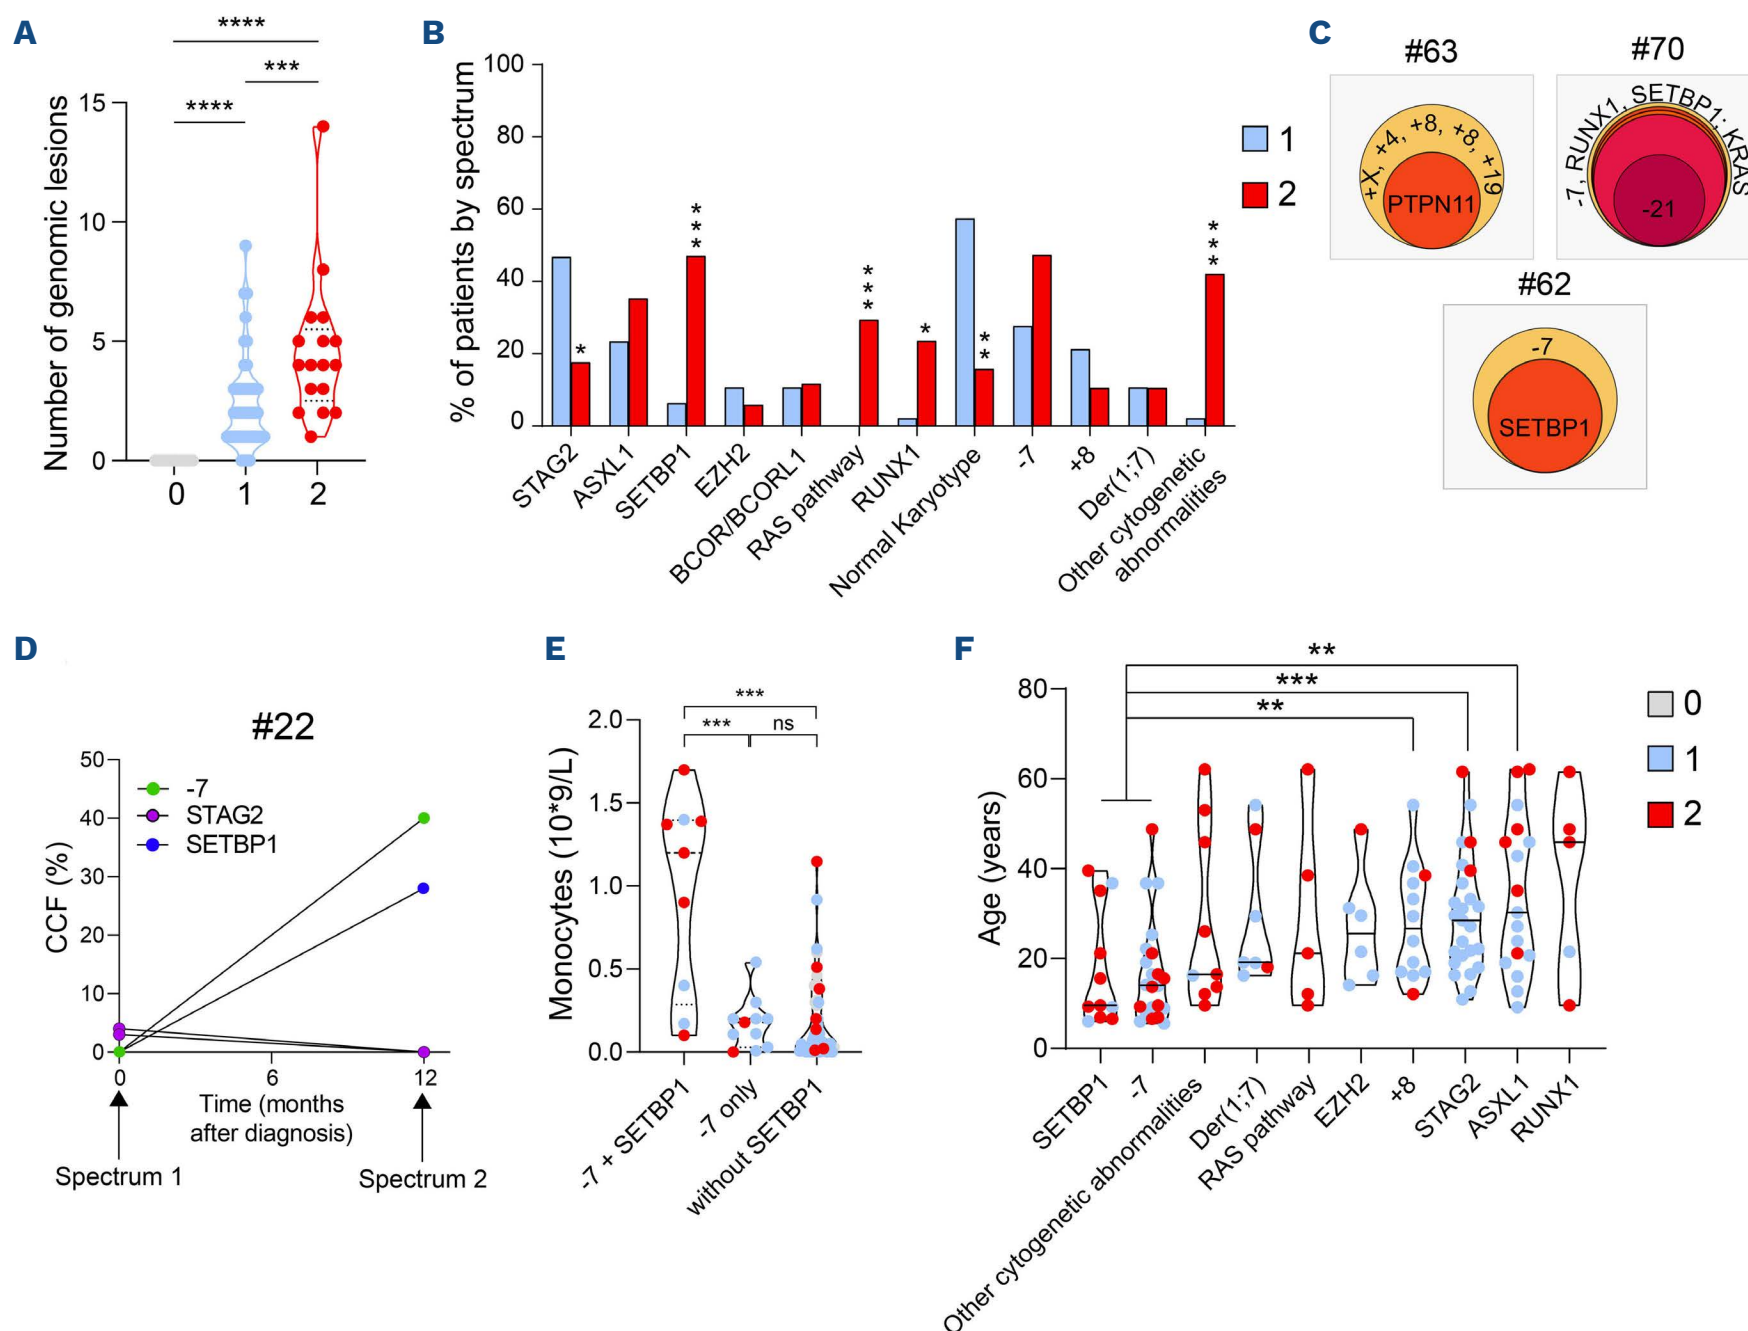 A
****
***
****
Number of genomic lesions
15
10
5
0
0 1 2
B
% of patients by spectrum
100
80
60
40
20
0
*
***
***
*
**
***
1
2
STAG2
ASXL1
SETBP1
EZH2
BCOR/BCORL1
RAS pathway
RUNX1
Normal Karyotype
-7
+8
Der(1;7)
Other cytogenetic
abnormalities
C
#63
+X, +4, +8, +8, +19
PTPN11
#70
-7, RUNX1, SETBP1; KRAS
-21
#62
-7
SETBP1
D
#22
CCF (%)
50
40
30
20
10
0
-7
STAG2
SETBP1
0 6 12
Time (months
after diagnosis)
Spectrum 1
Spectrum 2
E
***
***
ns
Monocytes (10*9/L)
2.0
1.5
1.0
0.5
0.0
-7 + SETBP1
-7 only
without SETBP1
F
**
***
**
Age (years)
80
60
40
20
0
0
1
2
SETBP1
-7
Other cytogenetic abnormalities
Der(1;7)
RAS pathway
EZH2
+8
STAG2
ASXL1
RUNX1